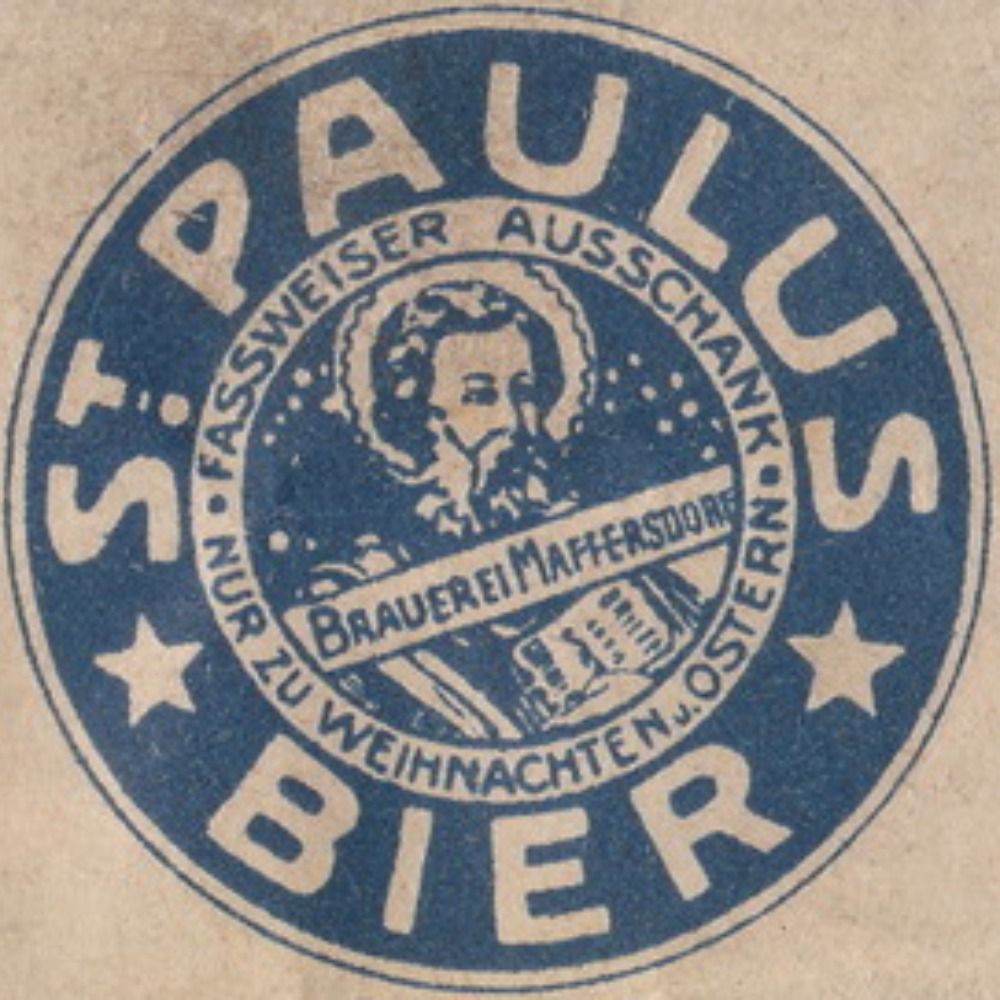 ST. PAULUS
BIER
• FASSWEISER AUSSCHANK •
NUR ZU WEIHNACHTEN u. OSTERN
BRAUEREI MAFFERSDORF